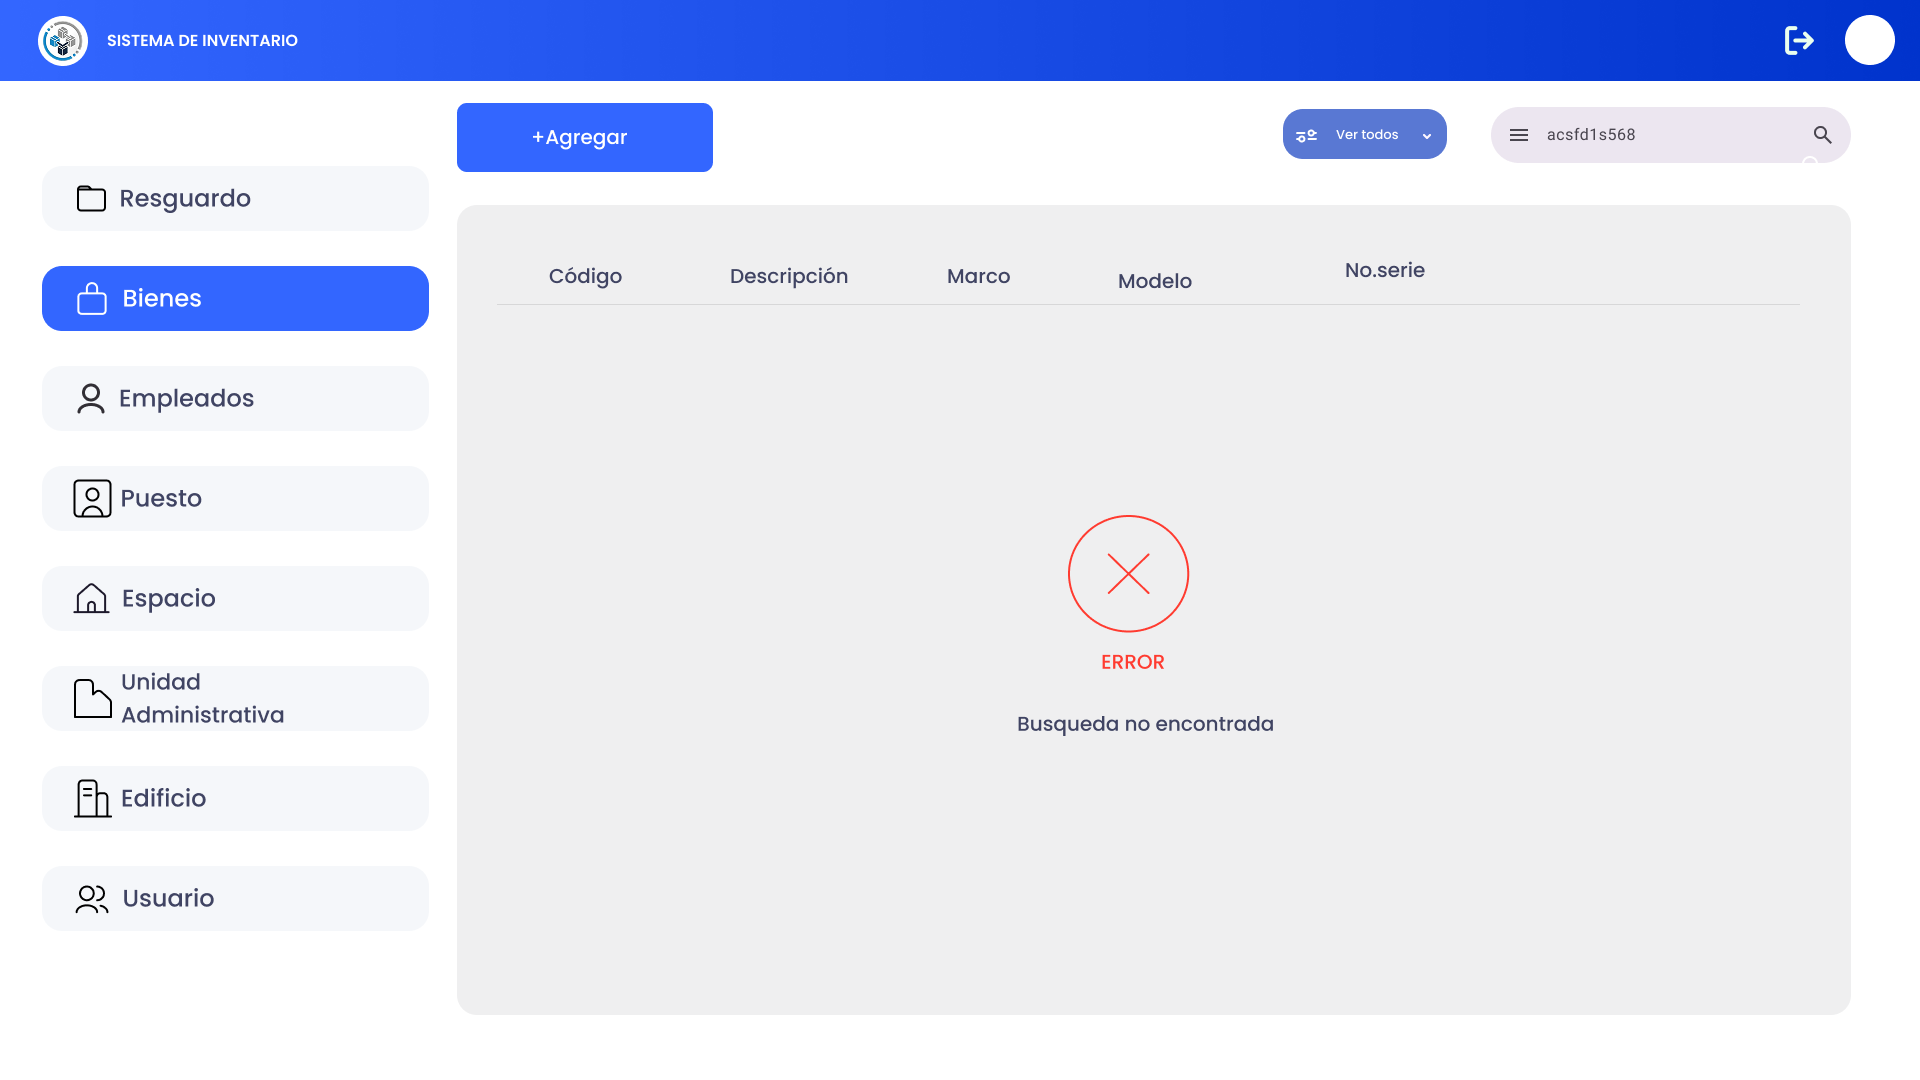 SISTEMA DE INVENTARIO
+Agregar
Ver todos
acsfd1s568
Resguardo
Bienes
Empleados
Puesto
Espacio
Unidad
Administrativa
Edificio
Usuario
Código
Descripción
Marco
Modelo
No.serie
ERROR
Busqueda no encontrada